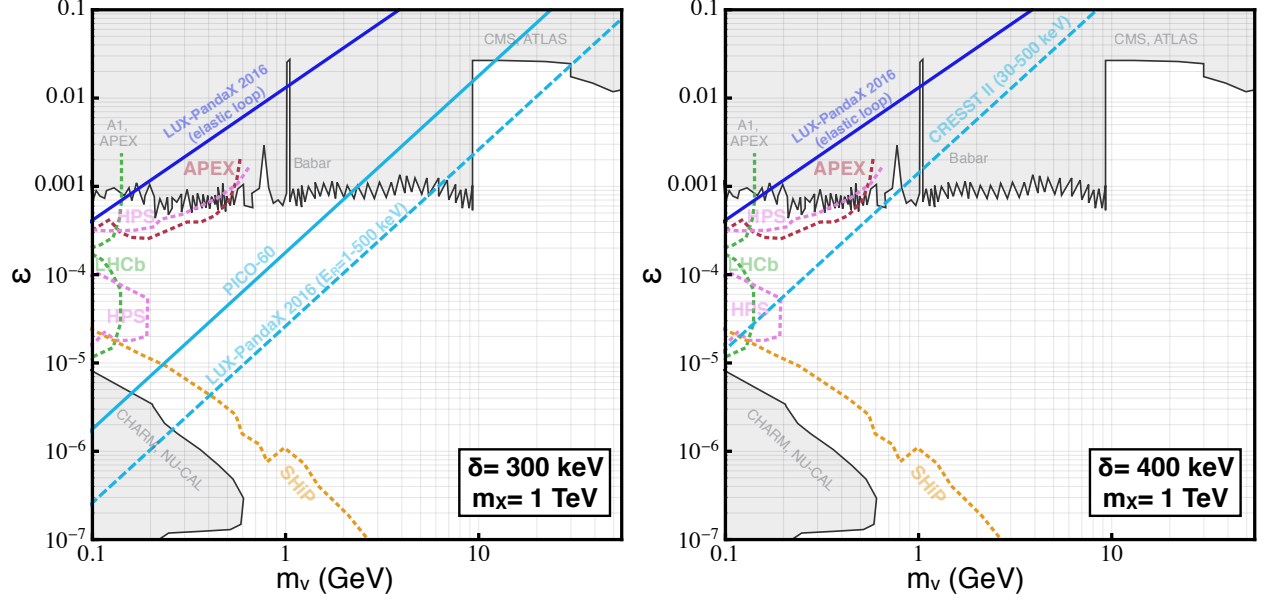 0.1
CMS, ATLAS
LUX-PandaX 2016
(elastic loop)
0.01
A1,
APEX
APEX
Babar
0.001
HPS
LHCb
PICO-60
LUX-PandaX 2016 (E_R=1-500 keV)
ε
10⁻⁴
HPS
10⁻⁵
CHARM, NU-CAL
10⁻⁶
SHiP
δ= 300 keV
m_X= 1 TeV
10⁻⁷
0.1
1
10
m_V (GeV)
0.1
CMS, ATLAS
LUX-PandaX 2016
(elastic loop)
CRESST II (30-500 keV)
0.01
A1,
APEX
APEX
Babar
0.001
HPS
LHCb
ε
10⁻⁴
HPS
10⁻⁵
CHARM, NU-CAL
10⁻⁶
SHiP
δ= 400 keV
m_X= 1 TeV
10⁻⁷
0.1
1
10
m_V (GeV)